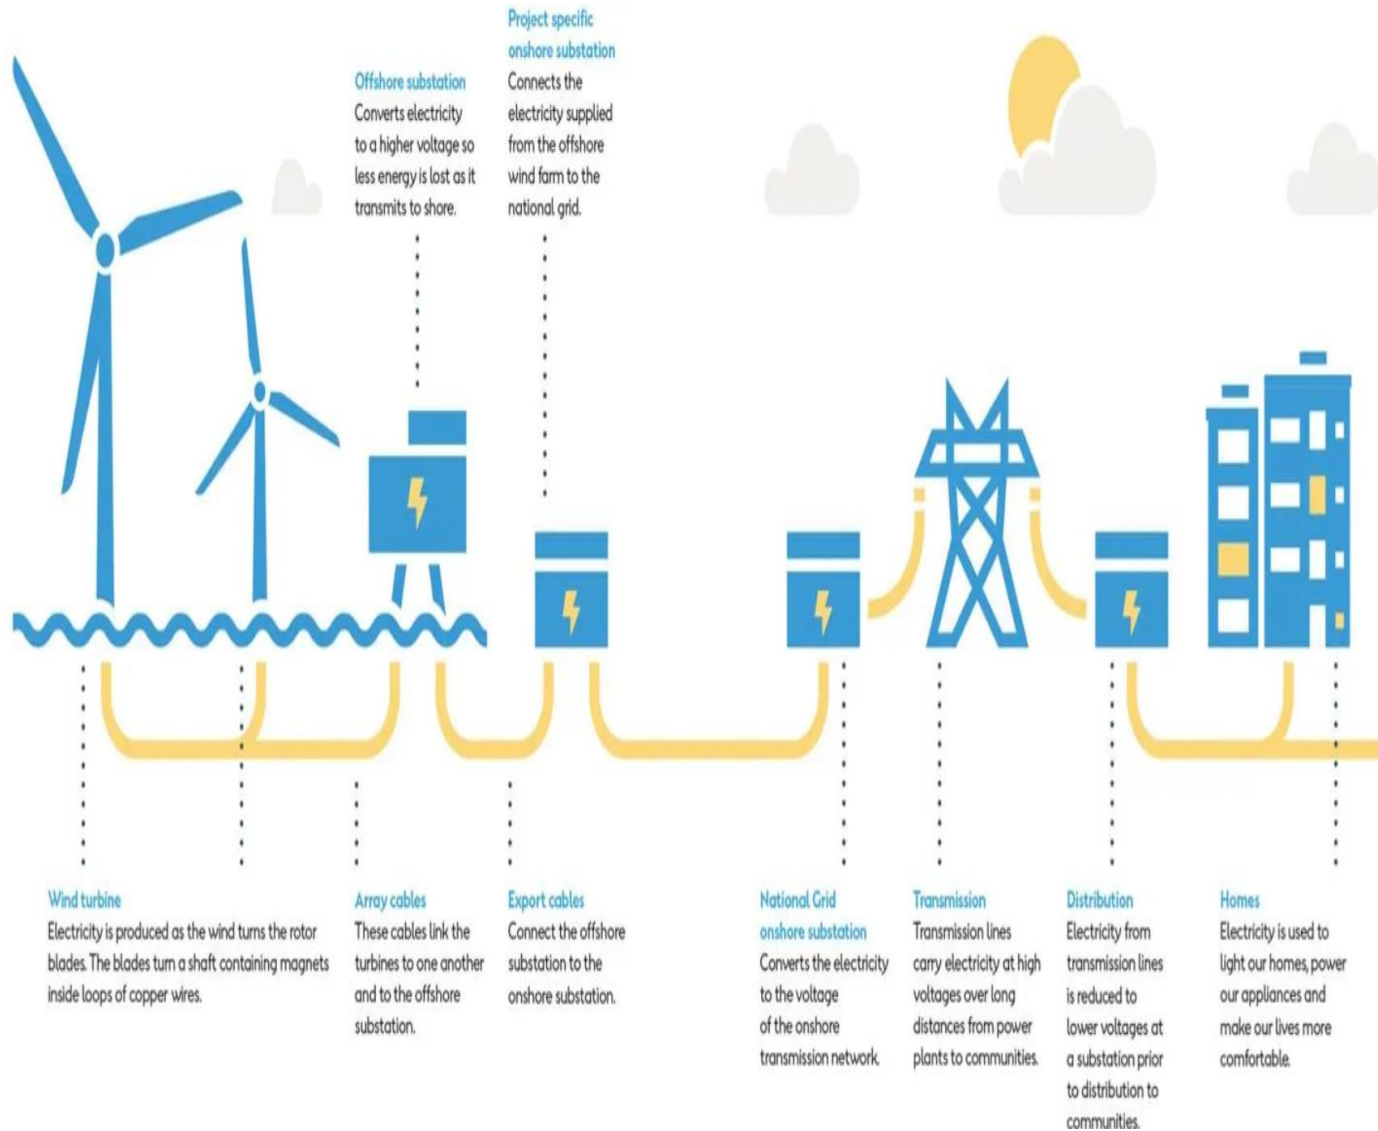 Project specific
onshore substation
Connects the
electricity supplied
from the offshore
wind farm to the
national grid.
Offshore substation
Converts electricity
to a higher voltage so
less energy is lost as it
transmits to shore.
Wind turbine
Electricity is produced as the wind turns the rotor
blades. The blades turn a shaft containing magnets
inside loops of copper wires.
Array cables
These cables link the
turbines to one another
and to the offshore
substation.
Export cables
Connect the offshore
substation to the
onshore substation.
National Grid
onshore substation
Converts the electricity
to the voltage
of the onshore
transmission network.
Transmission
Transmission lines
carry electricity at high
voltages over long
distances from power
plants to communities.
Distribution
Electricity from
transmission lines
is reduced to
lower voltages at
a substation prior
to distribution to
communities.
Homes
Electricity is used to
light our homes, power
our appliances and
make our lives more
comfortable.